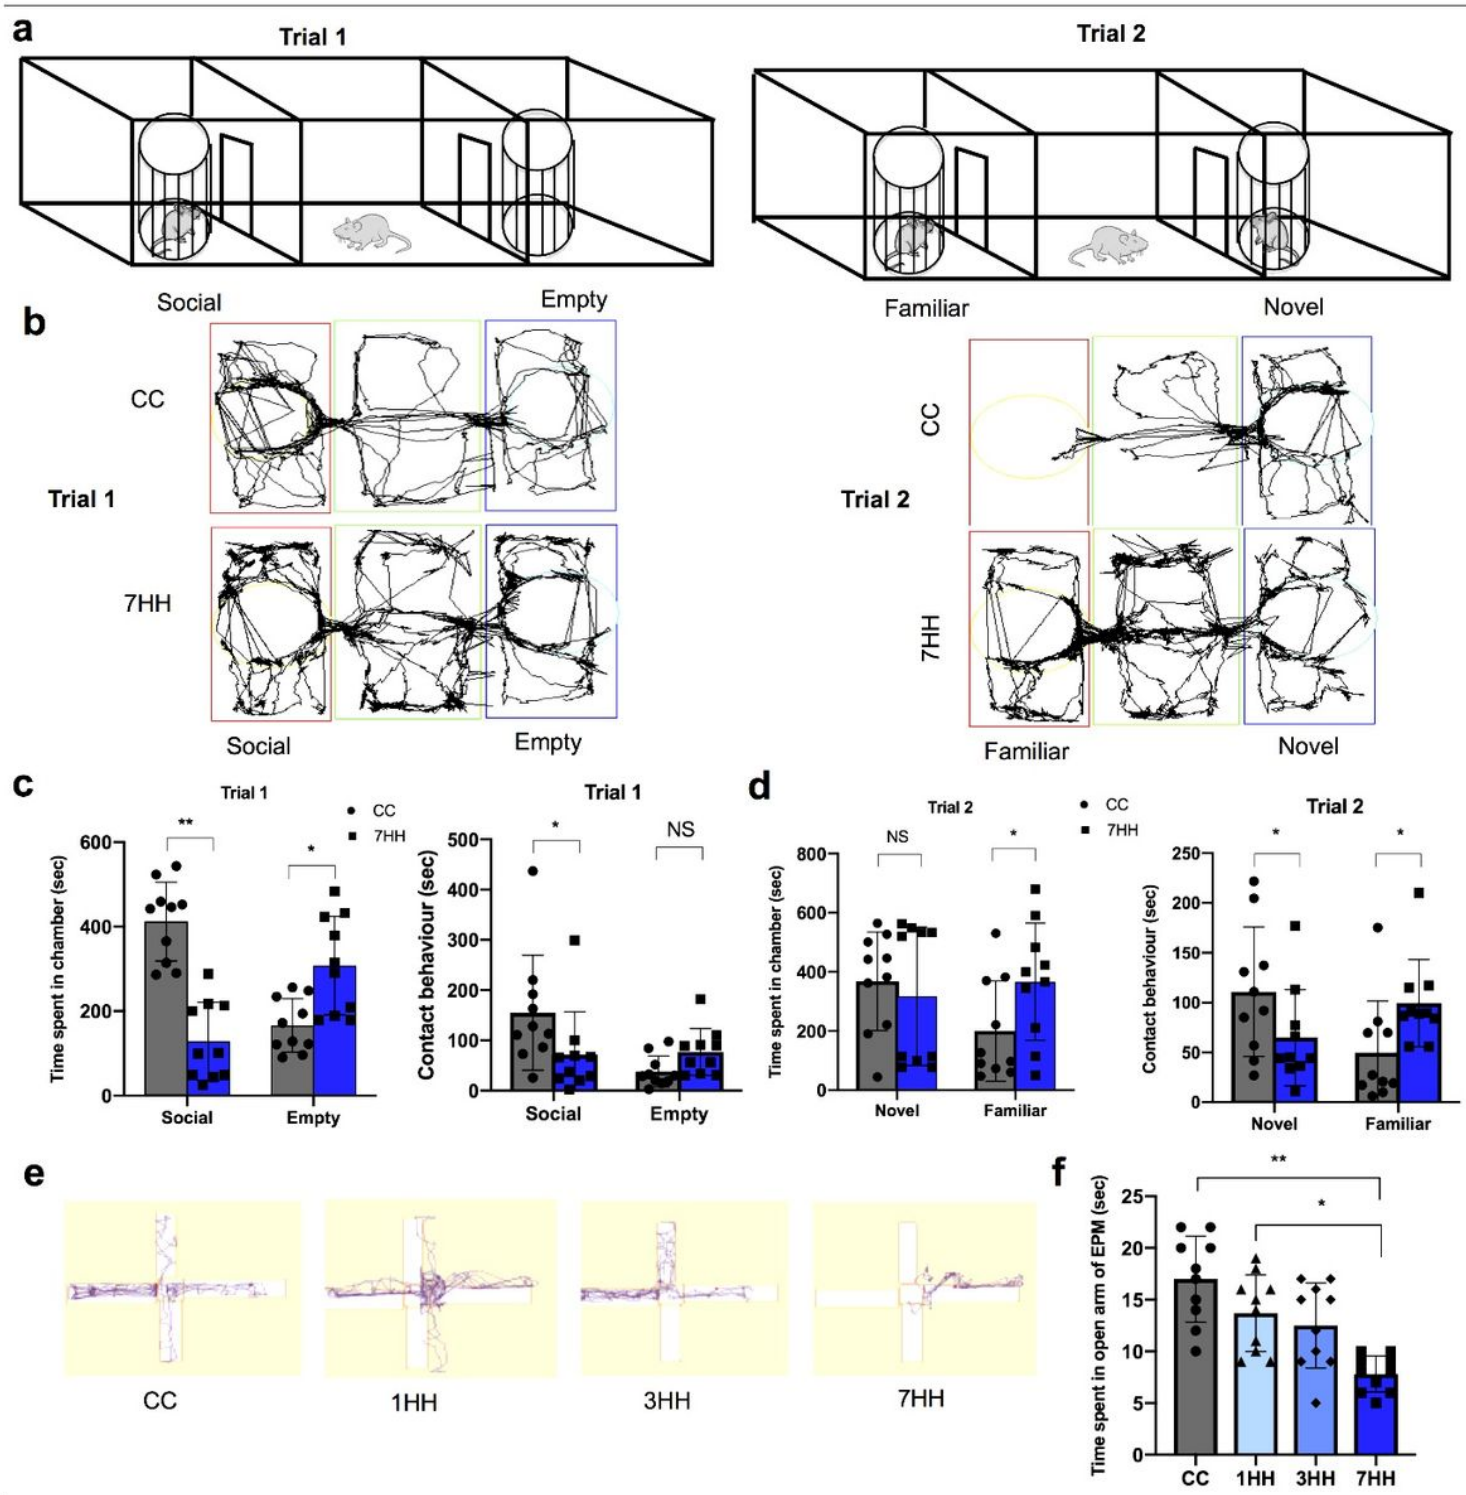 a
Trial 1
Trial 2
Social
Empty
Familiar
Novel
b
CC
CC
Trial 1
Trial 2
7HH
7HH
Social
Empty
Familiar
Novel
c
Trial 1
CC
7HH
**
*
Time spent in chamber (sec)
600
400
200
0
Social
Empty
Trial 1
*
NS
Contact behaviour (sec)
500
400
300
200
100
0
Social
Empty
d
Trial 2
CC
7HH
NS
*
Time spent in chamber (sec)
800
600
400
200
0
Novel
Familiar
Trial 2
*
*
Contact behaviour (sec)
250
200
150
100
50
0
Novel
Familiar
e
CC
1HH
3HH
7HH
f
**
*
Time spent in open arm of EPM (sec)
25
20
15
10
5
0
CC
1HH
3HH
7HH